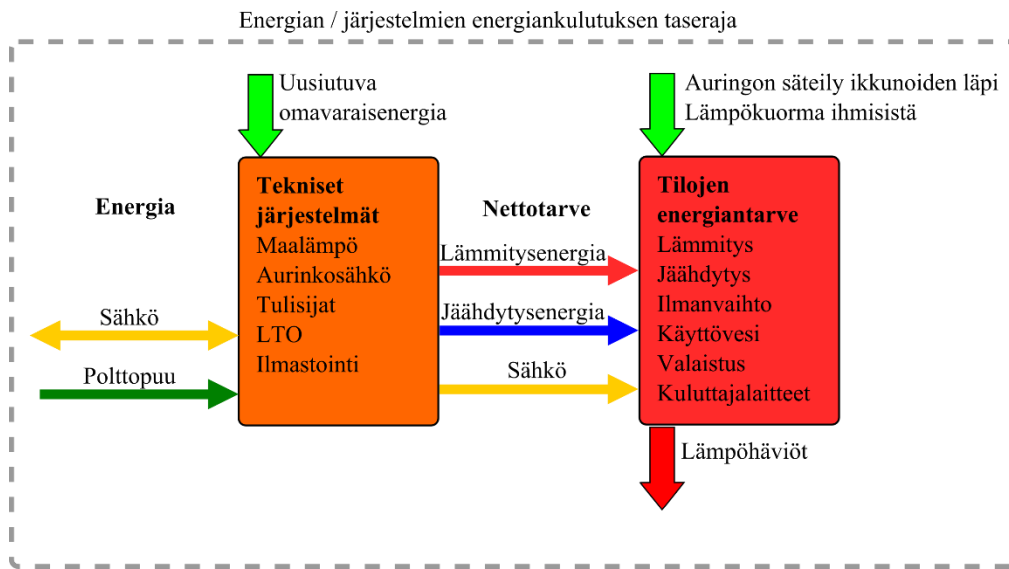 Energian / järjestelmien energiankulutuksen taseraja
Uusiutuva
omavaraisenergia
Auringon säteily ikkunoiden läpi
Lämpökuorma ihmisistä
Energia
Sähkö
Polttopuu
Tekniset
järjestelmät
Maalämpö
Aurinkosähkö
Tulisijat
LTO
Ilmastointi
Nettotarve
Lämmitysenergia
Jäähdytysenergia
Sähkö
Tilojen
energiantarve
Lämmitys
Jäähdytys
Ilmanvaihto
Käyttövesi
Valaistus
Kuluttajalaitteet
Lämpöhäviöt